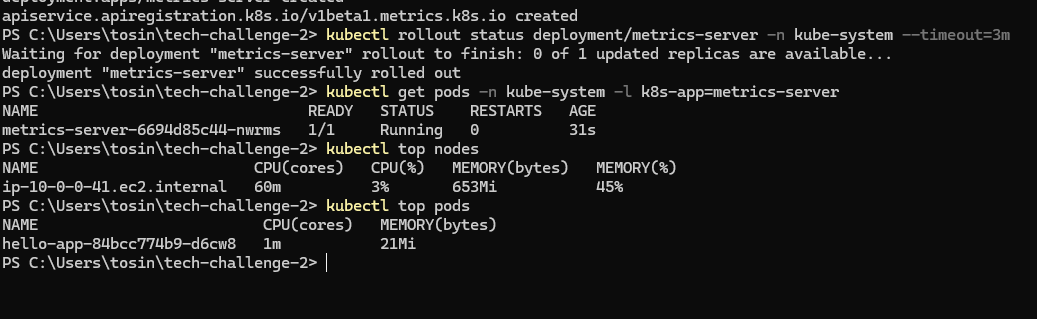 deployment.apps/metrics-server created
apiservice.apiregistration.k8s.io/v1beta1.metrics.k8s.io created
PS C:\Users\tosin\tech-challenge-2> kubectl rollout status deployment/metrics-server -n kube-system --timeout=3m
Waiting for deployment "metrics-server" rollout to finish: 0 of 1 updated replicas are available...
deployment "metrics-server" successfully rolled out
PS C:\Users\tosin\tech-challenge-2> kubectl get pods -n kube-system -l k8s-app=metrics-server
NAME READY STATUS RESTARTS AGE
metrics-server-6694d85c44-nwrms 1/1 Running 0 31s
PS C:\Users\tosin\tech-challenge-2> kubectl top nodes
NAME CPU(cores) CPU(%) MEMORY(bytes) MEMORY(%)
ip-10-0-0-41.ec2.internal 60m 3% 653Mi 45%
PS C:\Users\tosin\tech-challenge-2> kubectl top pods
NAME CPU(cores) MEMORY(bytes)
hello-app-84bcc774b9-d6cw8 1m 21Mi
PS C:\Users\tosin\tech-challenge-2>